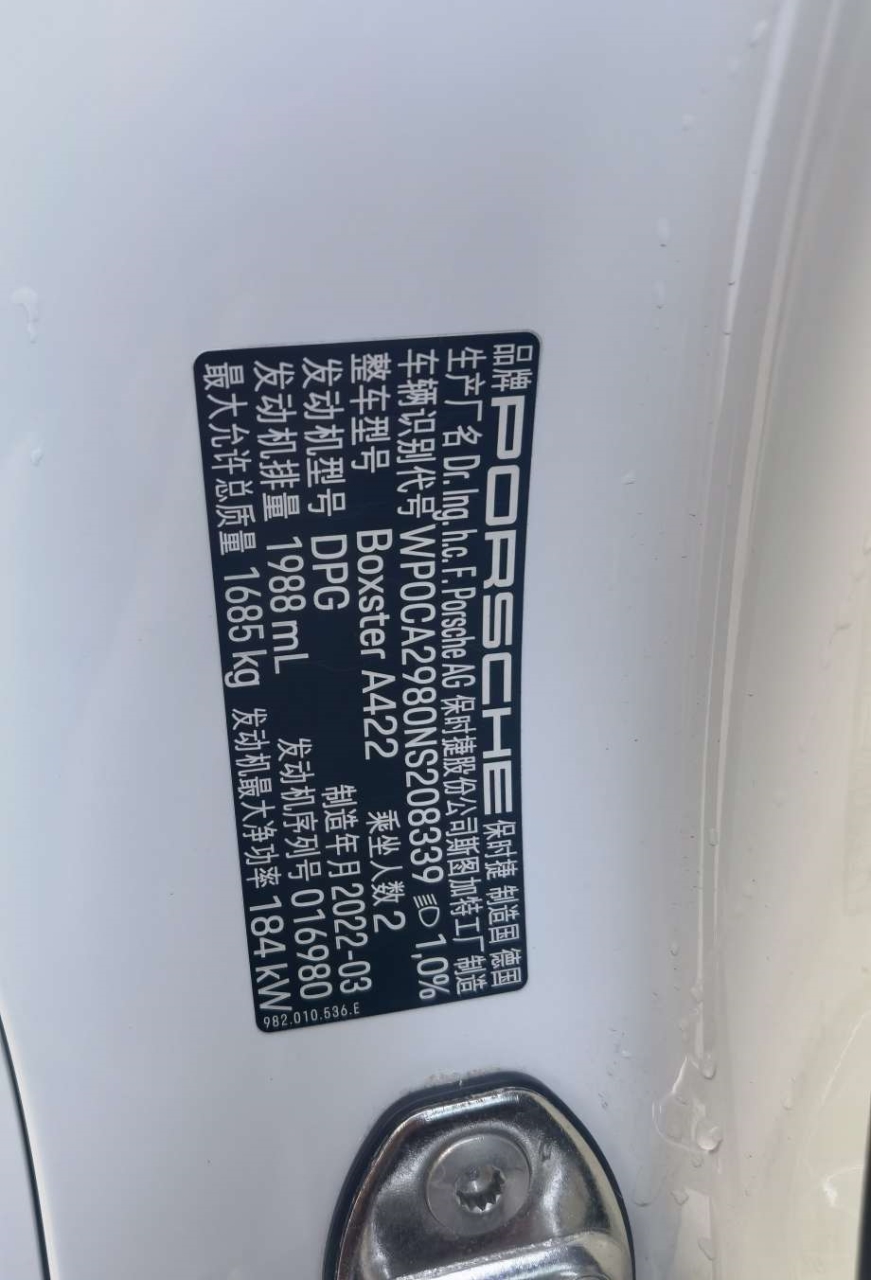 品牌 PORSCHE 保时捷 制造国 德国
生产厂名 Dr. Ing. h.c. F. Porsche AG 保时捷股份公司斯图加特工厂 制造
车辆识别代号 WP0CA2980NS208339 1,0%
整车型号 Boxster A422 乘坐人数 2
发动机型号 DPG 制造年月 2022-03
发动机排量 1988 mL 发动机序列号 016980
最大允许总质量 1685 kg 发动机最大净功率 184 kW
982.010.536.E